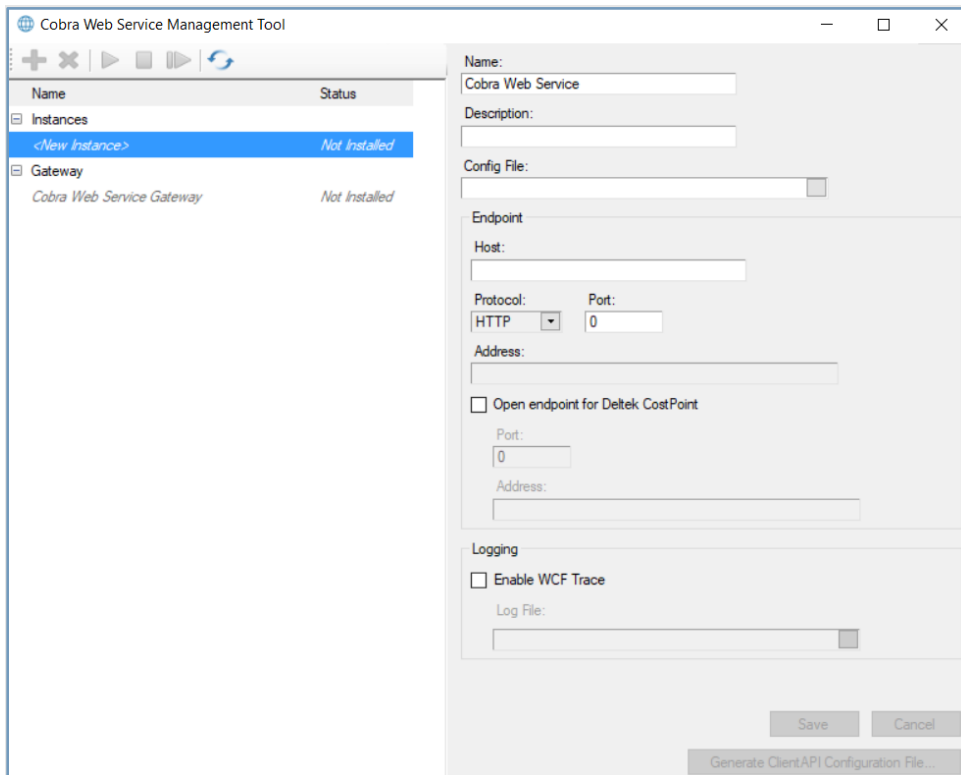 Cobra Web Service Management Tool
Name Status
Instances
<New Instance> Not Installed
Gateway
Cobra Web Service Gateway Not Installed
Name:
Cobra Web Service
Description:
Config File:
Endpoint
Host:
Protocol: Port:
HTTP 0
Address:
Open endpoint for Deltek CostPoint
Port:
0
Address:
Logging
Enable WCF Trace
Log File:
Save Cancel
Generate ClientAPI Configuration File...